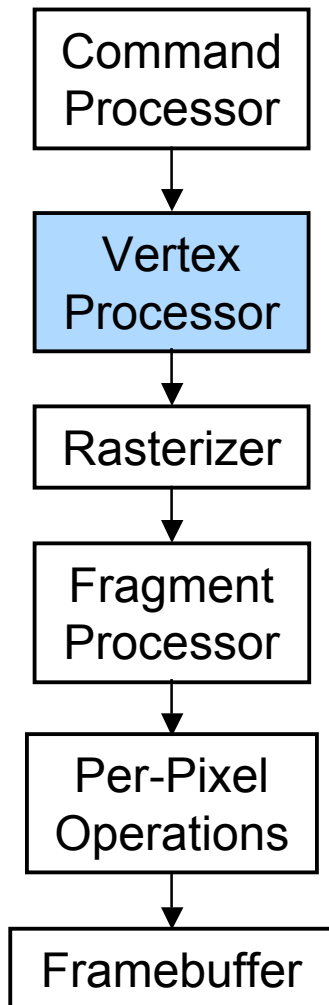 Command
Processor
Vertex
Processor
Rasterizer
Fragment
Processor
Per-Pixel
Operations
Framebuffer